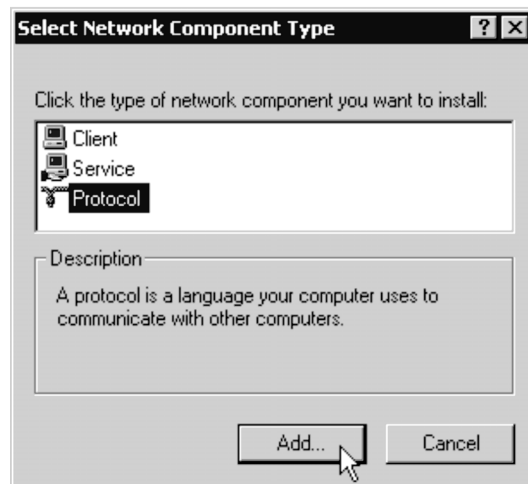 Select Network Component Type
Click the type of network component you want to install:
Client
Service
Protocol
Description
A protocol is a language your computer uses to
communicate with other computers.
Add... Cancel